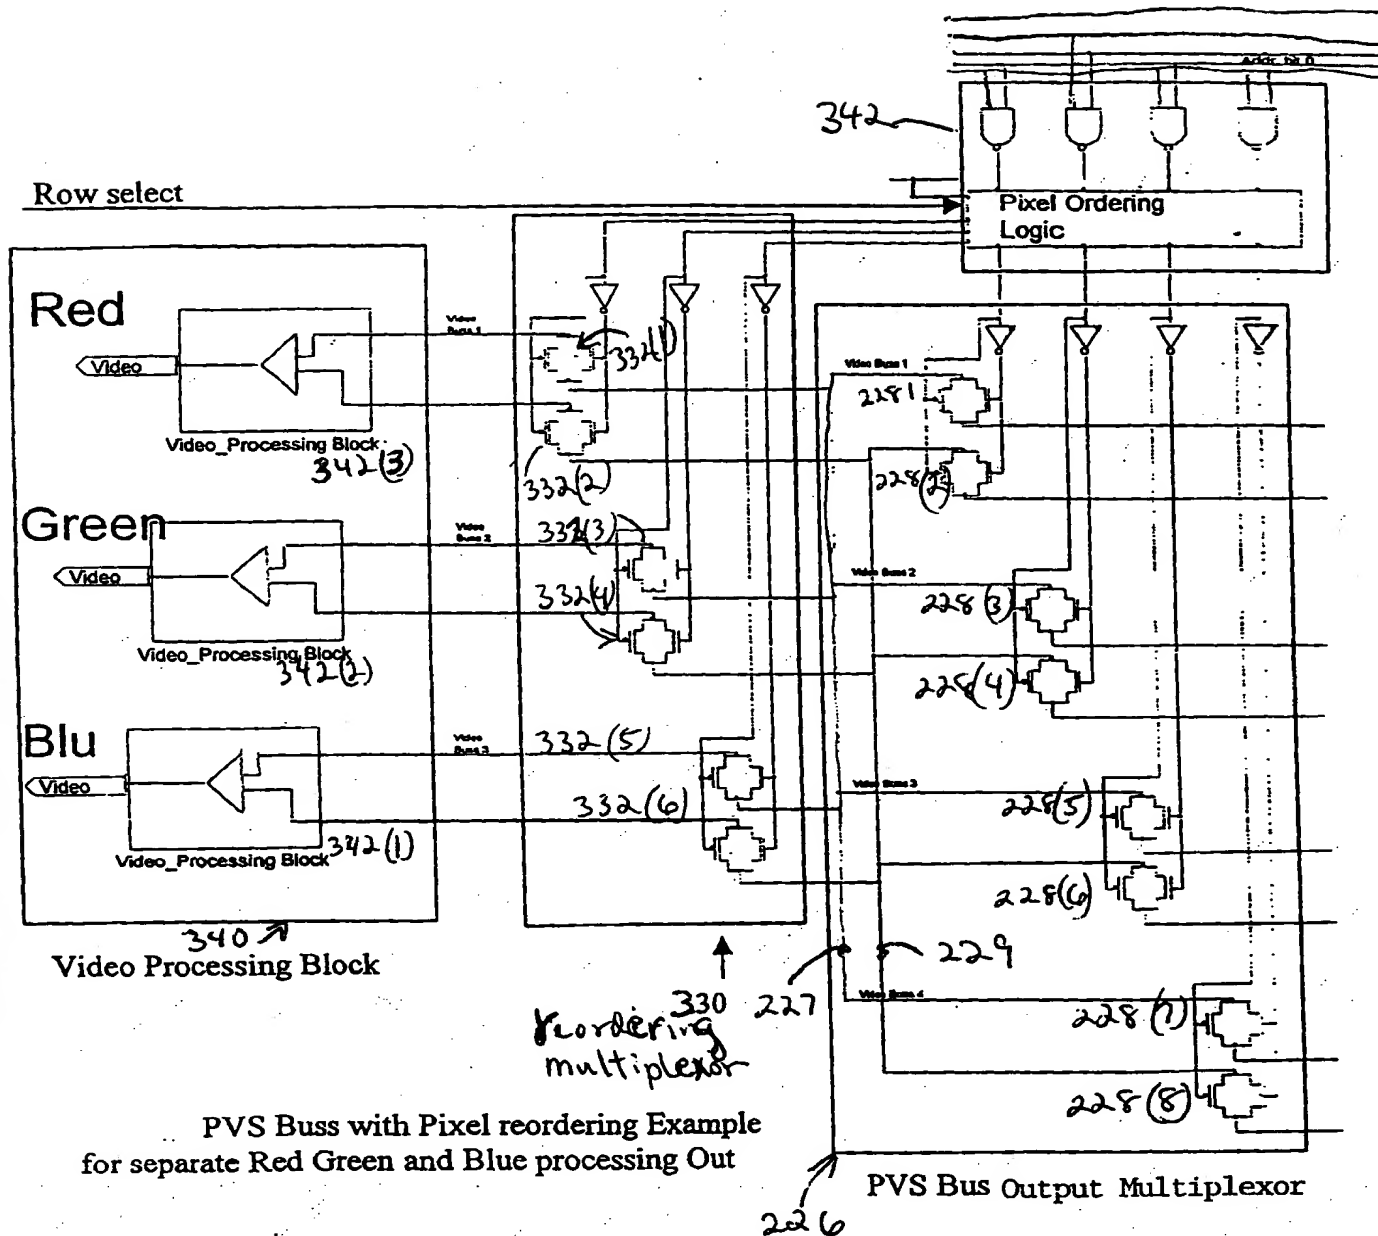 Addr_bit_0
342
Row select
Pixel Ordering
Logic
Red
Video
Buss 1
332(1)
Video
Video Buss 1
2281
Video_Processing Block
342(3)
332(2)
228(2)
Green
Video
Buss 2
332(3)
Video
Video Buss 2
332(4)
228(3)
Video_Processing Block
342(2)
228(4)
Blu
Video
Buss 3
332(5)
Video
Video Buss 3
332(6)
228(5)
Video_Processing Block
342(1)
228(6)
340
Video Processing Block
229
330
227
Video Buss 4
reordering
multiplexor
228(7)
228(8)
PVS Buss with Pixel reordering Example
for separate Red Green and Blue processing Out
PVS Bus Output Multiplexor
226